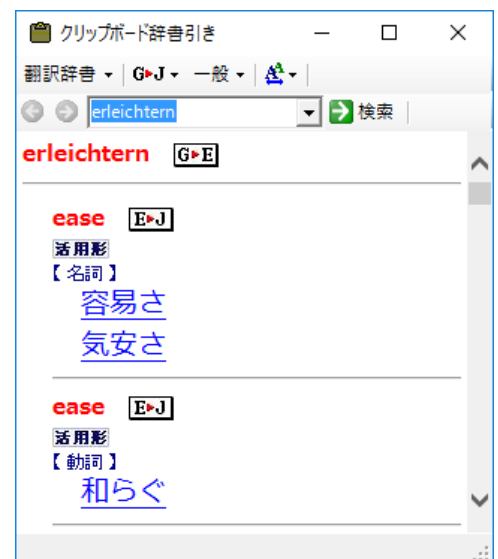 クリップボード辞書引き
翻訳辞書 G▸J 一般 A
erleichtern 検索
erleichtern G▸E
ease E▸J
活用形
【 名詞 】
容易さ
気安さ
ease E▸J
活用形
【 動詞 】
和らぐ